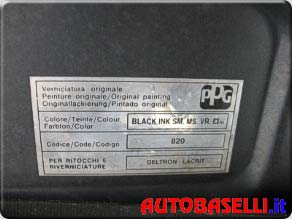 Verniciatura originale
Peinture originale/Original painting
Originallackierung/Pintado original
PPG
Colore/Teinte/Colour
Farbton/Color
BLACK INK SM. MS. VR.
Codice/Code/Codigo
820
PER RITOCCHI E
RIVERNICIATURE
DELTRON - LACRIT
AUTOBASELLI.it